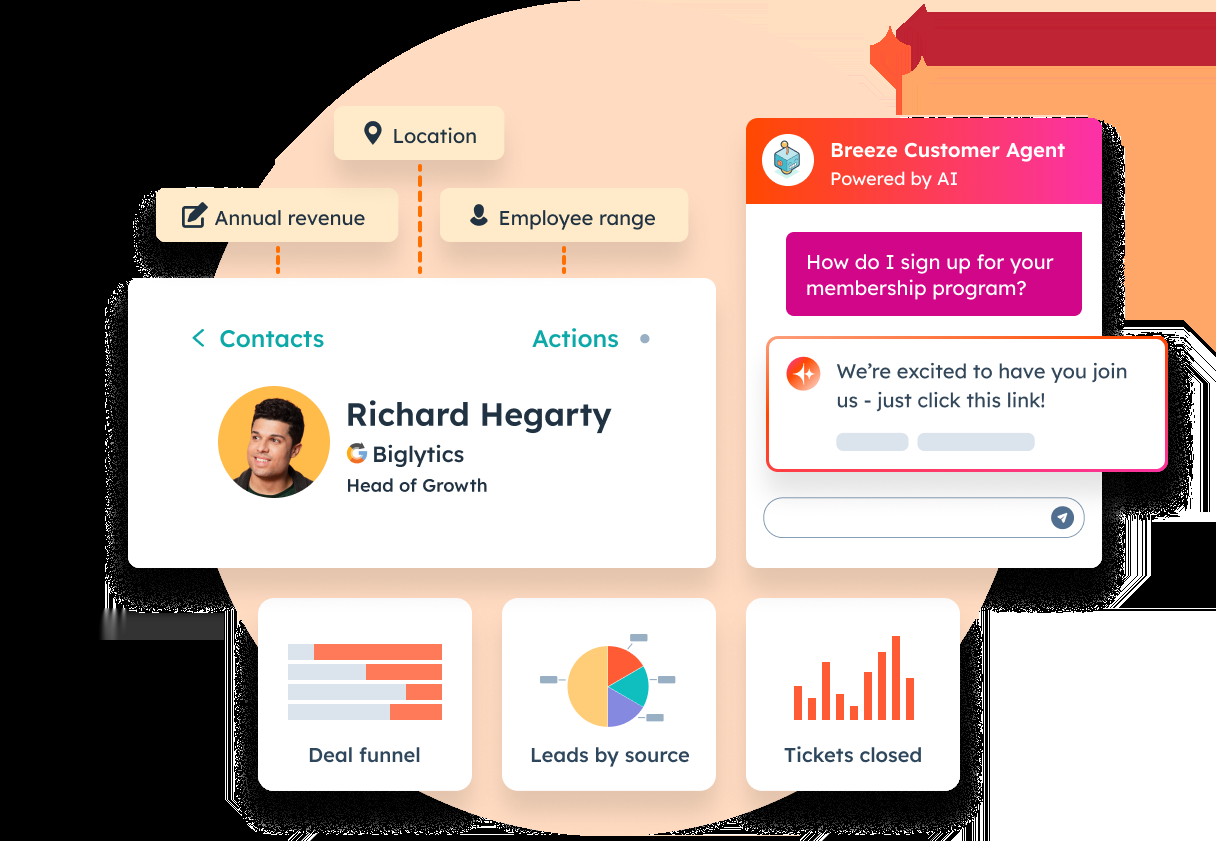 Location
Annual revenue
Employee range
Contacts
Actions
Richard Hegarty
Biglytics
Head of Growth
Breeze Customer Agent
Powered by AI
How do I sign up for your
membership program?
We’re excited to have you join
us - just click this link!
Deal funnel
Leads by source
Tickets closed